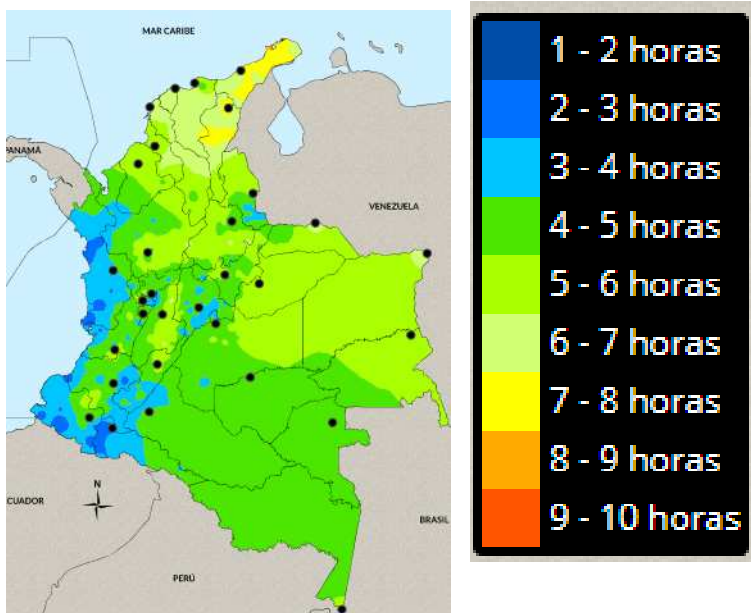 MAR CARIBE
PANAMÁ
VENEZUELA
N
CUADOR
BRASIL
PERÚ
1 - 2 horas
2 - 3 horas
3 - 4 horas
4 - 5 horas
5 - 6 horas
6 - 7 horas
7 - 8 horas
8 - 9 horas
9 - 10 horas